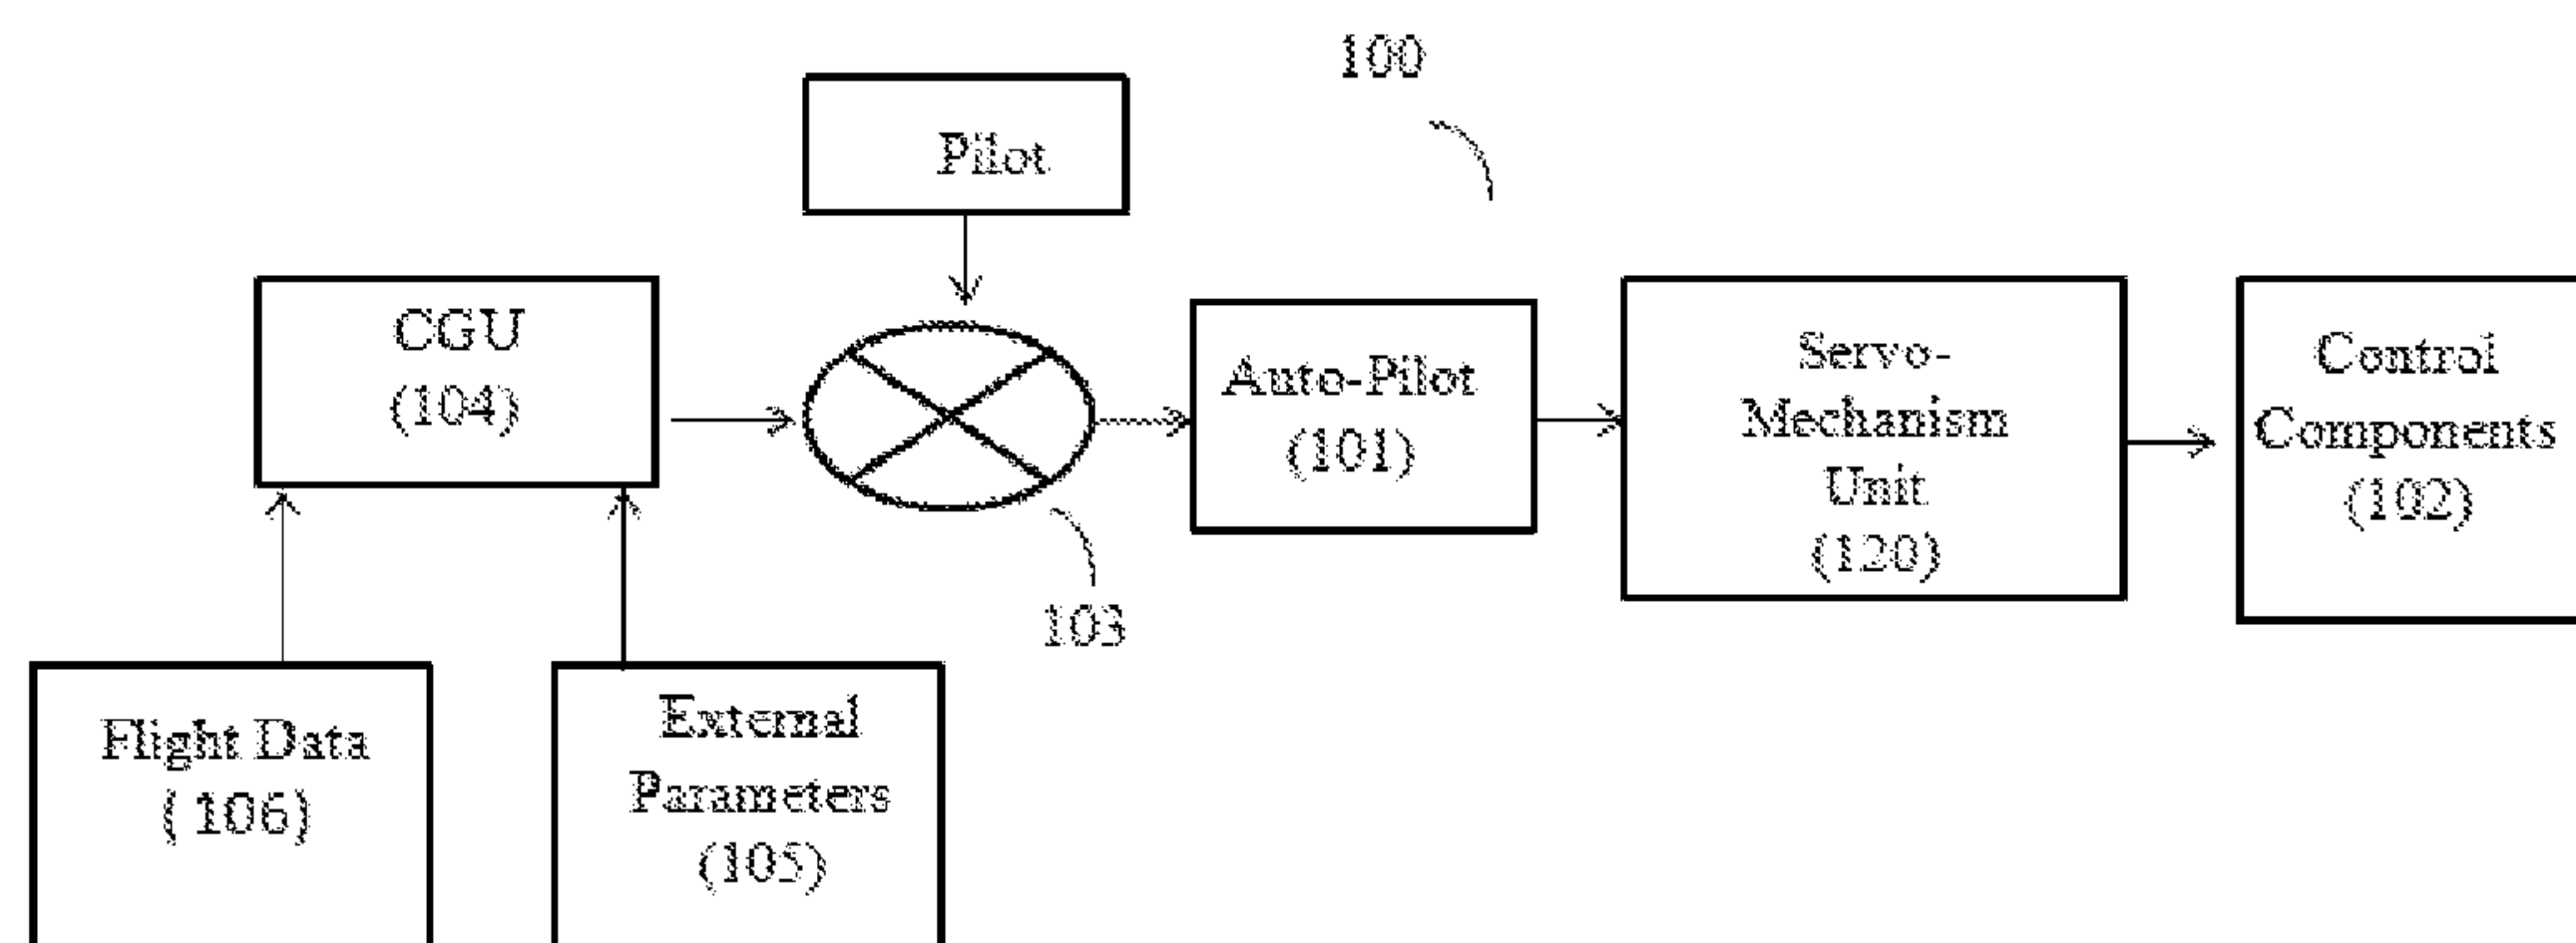 100
Pilot
CGU
(104)
Auto-Pilot
(101)
Servo-
Mechanism
Unit
(120)
Control
Components
(102)
103
Flight Data
( 106)
External
Parameters
(105)